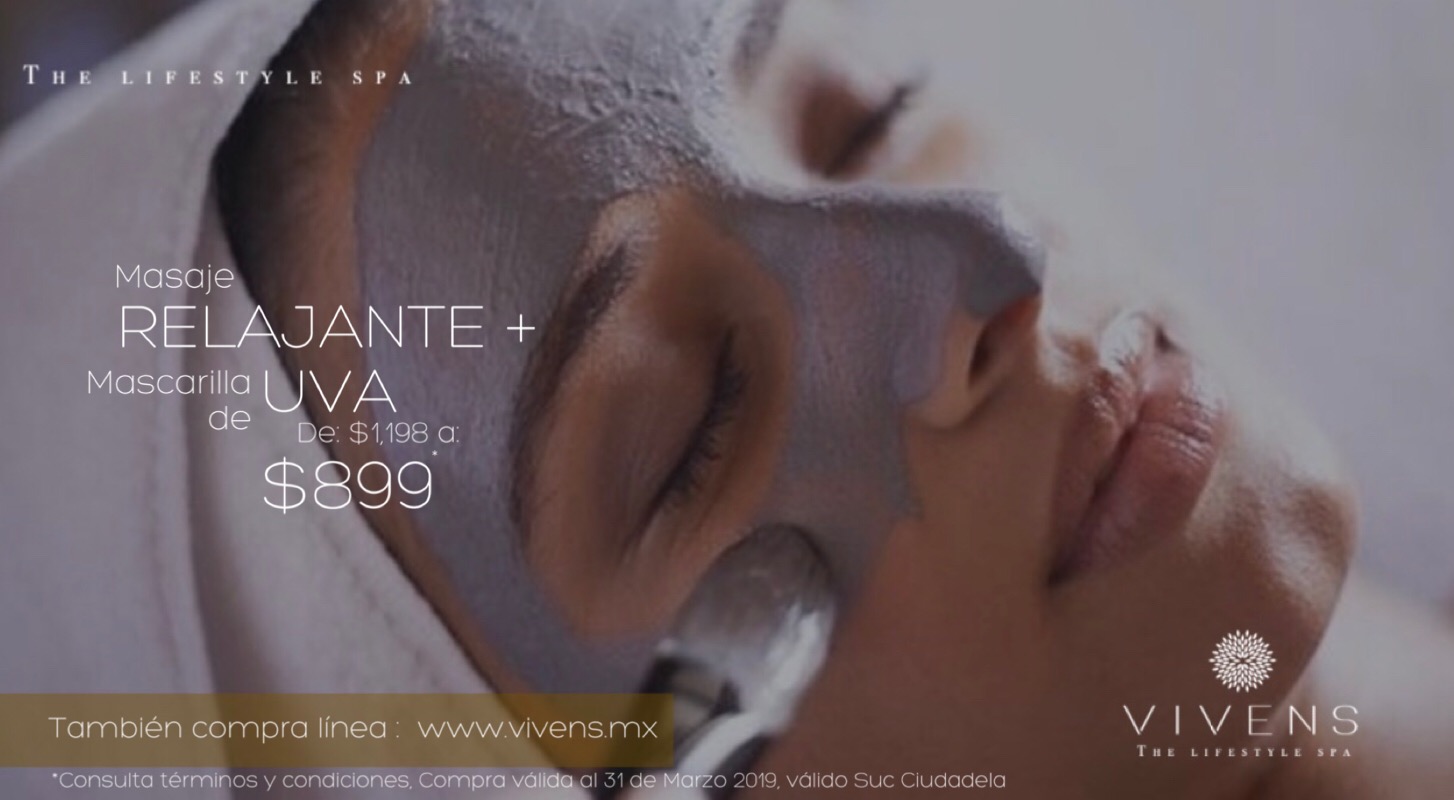 THE LIFESTYLE SPA
Masaje
RELAJANTE +
Mascarilla de UVA
De: $1,198 a:
$899*
También compra línea : www.vivens.mx
VIVENS
THE LIFESTYLE SPA
*Consulta términos y condiciones, Compra válida al 31 de Marzo 2019, válido Suc Ciudadela